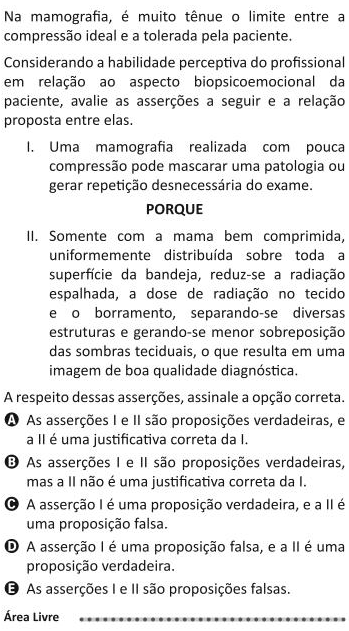 Na mamografia, é muito tênue o limite entre a
compressão ideal e a tolerada pela paciente.
Considerando a habilidade perceptiva do profissional
em relação ao aspecto biopsicoemocional da
paciente, avalie as asserções a seguir e a relação
proposta entre elas.
I. Uma mamografia realizada com pouca
compressão pode mascarar uma patologia ou
gerar repetição desnecessária do exame.
PORQUE
II. Somente com a mama bem comprimida,
uniformemente distribuída sobre toda a
superfície da bandeja, reduz-se a radiação
espalhada, a dose de radiação no tecido
e o borramento, separando-se diversas
estruturas e gerando-se menor sobreposição
das sombras teciduais, o que resulta em uma
imagem de boa qualidade diagnóstica.
A respeito dessas asserções, assinale a opção correta.
A As asserções I e II são proposições verdadeiras, e
a II é uma justificativa correta da I.
B As asserções I e II são proposições verdadeiras,
mas a II não é uma justificativa correta da I.
C A asserção I é uma proposição verdadeira, e a II é
uma proposição falsa.
D A asserção I é uma proposição falsa, e a II é uma
proposição verdadeira.
E As asserções I e II são proposições falsas.
Área Livre